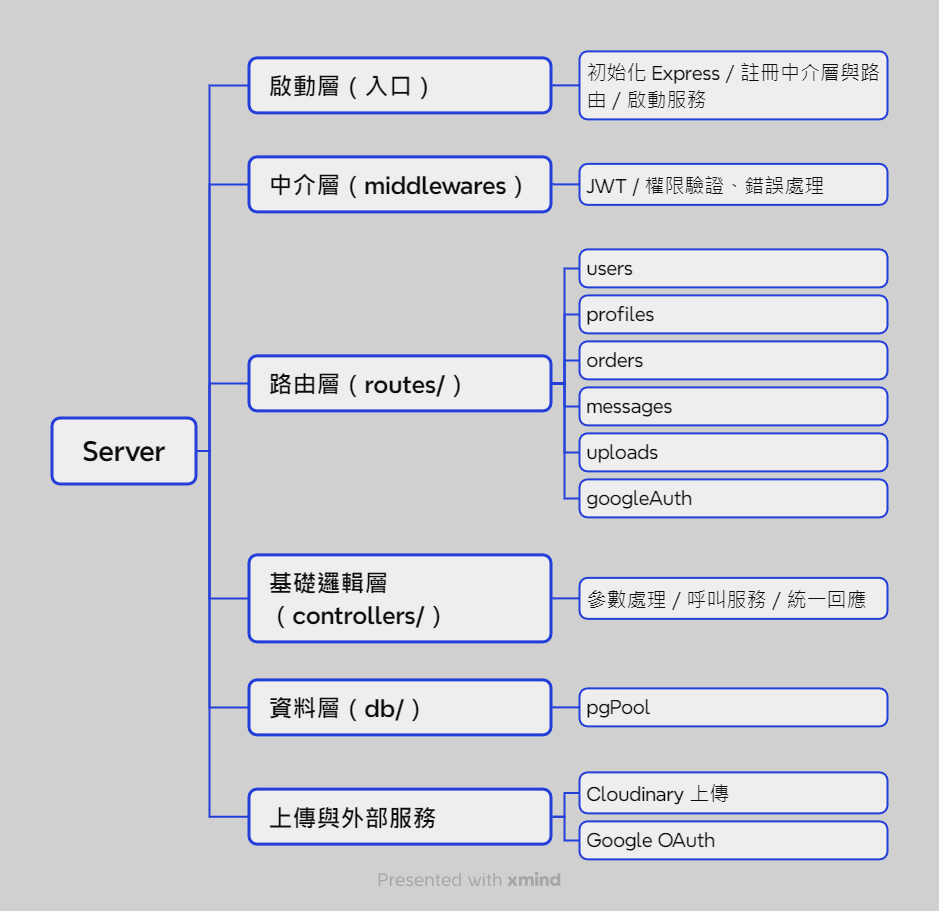 啟動層（入口）
初始化 Express / 註冊中介層與路
由 / 啟動服務
中介層（middlewares）
JWT / 權限驗證、錯誤處理
users
profiles
路由層（routes/）
orders
messages
uploads
googleAuth
Server
基礎邏輯層
（controllers/）
參數處理 / 呼叫服務 / 統一回應
資料層（db/）
pgPool
上傳與外部服務
Cloudinary 上傳
Google OAuth
Presented with xmind